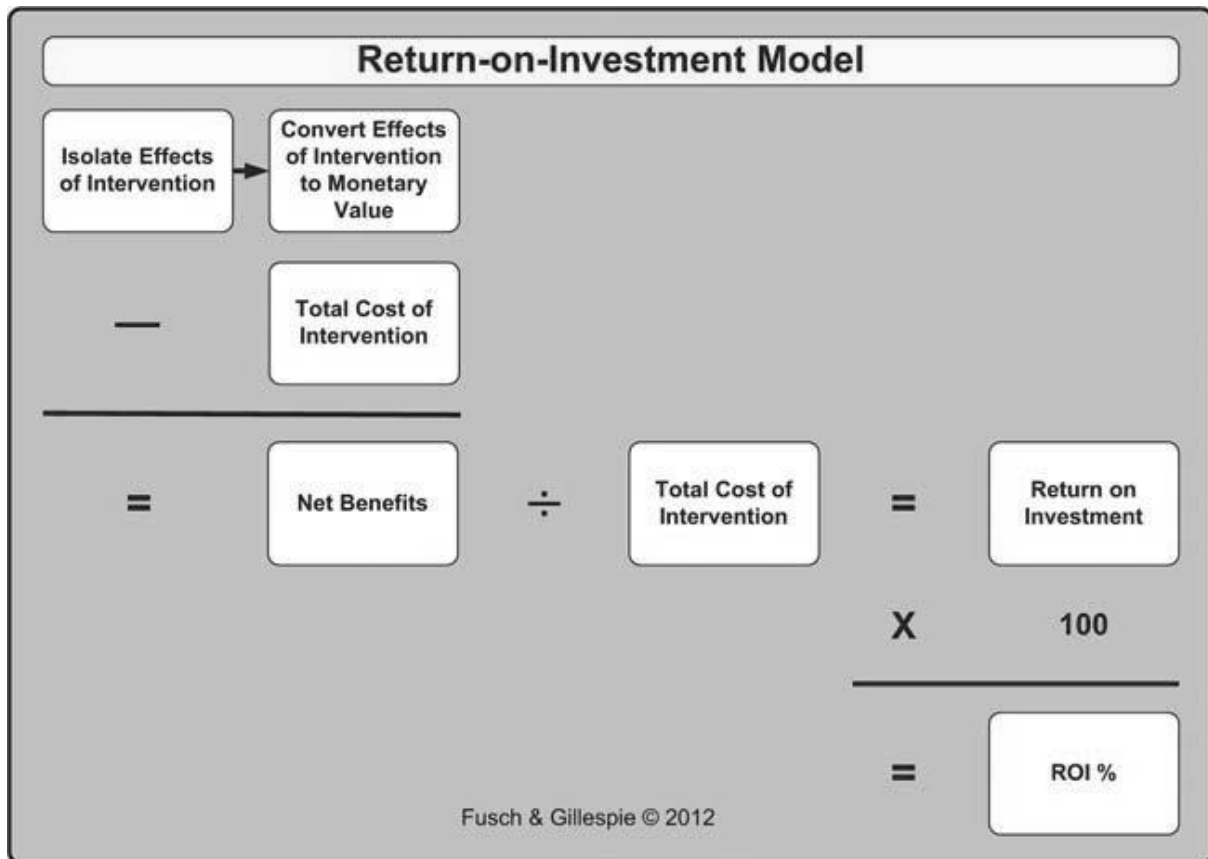 Return-on-Investment Model
Isolate Effects
of Intervention
Convert Effects
of Intervention
to Monetary
Value
—
Total Cost of
Intervention
=
Net Benefits
÷
Total Cost of
Intervention
=
Return on
Investment
X
100
=
ROI %
Fusch & Gillespie © 2012